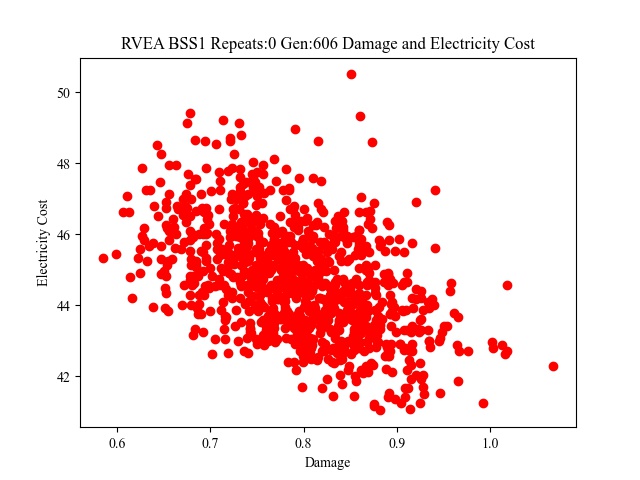 RVEA BSS1 Repeats:0 Gen:606 Damage and Electricity Cost
50
48
46
44
42
Electricity Cost
0.6 0.7 0.8 0.9 1.0
Damage